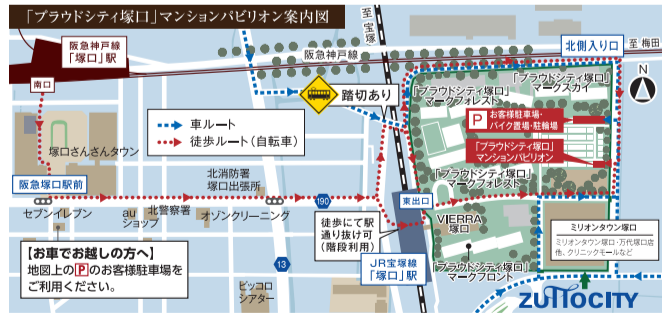 「プラウドシティ塚口」マンションパビリオン案内図
至宝塚
阪急神戸線
「塚口」駅
阪急神戸線
北側入り口
至梅田
南口
踏切あり
N
「プラウドシティ塚口」
マークフォレスト
「プラウドシティ塚口」
マークスカイ
車ルート
徒歩ルート(自転車)
P お客様駐車場・
バイク置場・駐輪場
「プラウドシティ塚口」
マンションパビリオン
塚口さんさんタウン
北消防署
塚口出張所
「プラウドシティ塚口」
マークフォレスト
阪急塚口駅前
190
東出口
セブンイレブン
au
ショップ
北警察署
オゾンクリーニング
徒歩にて駅
通り抜け可
(階段利用)
VIERRA
塚口
ミリオンタウン塚口
ミリオンタウン塚口・万代塚口店
他、クリニックモールなど
【お車でお越しの方へ】
地図上のPのお客様駐車場を
ご利用ください。
13
ピッコロ
シアター
JR宝塚線
「塚口」駅
「プラウドシティ塚口」
マークフロント
ZUTTOCITY